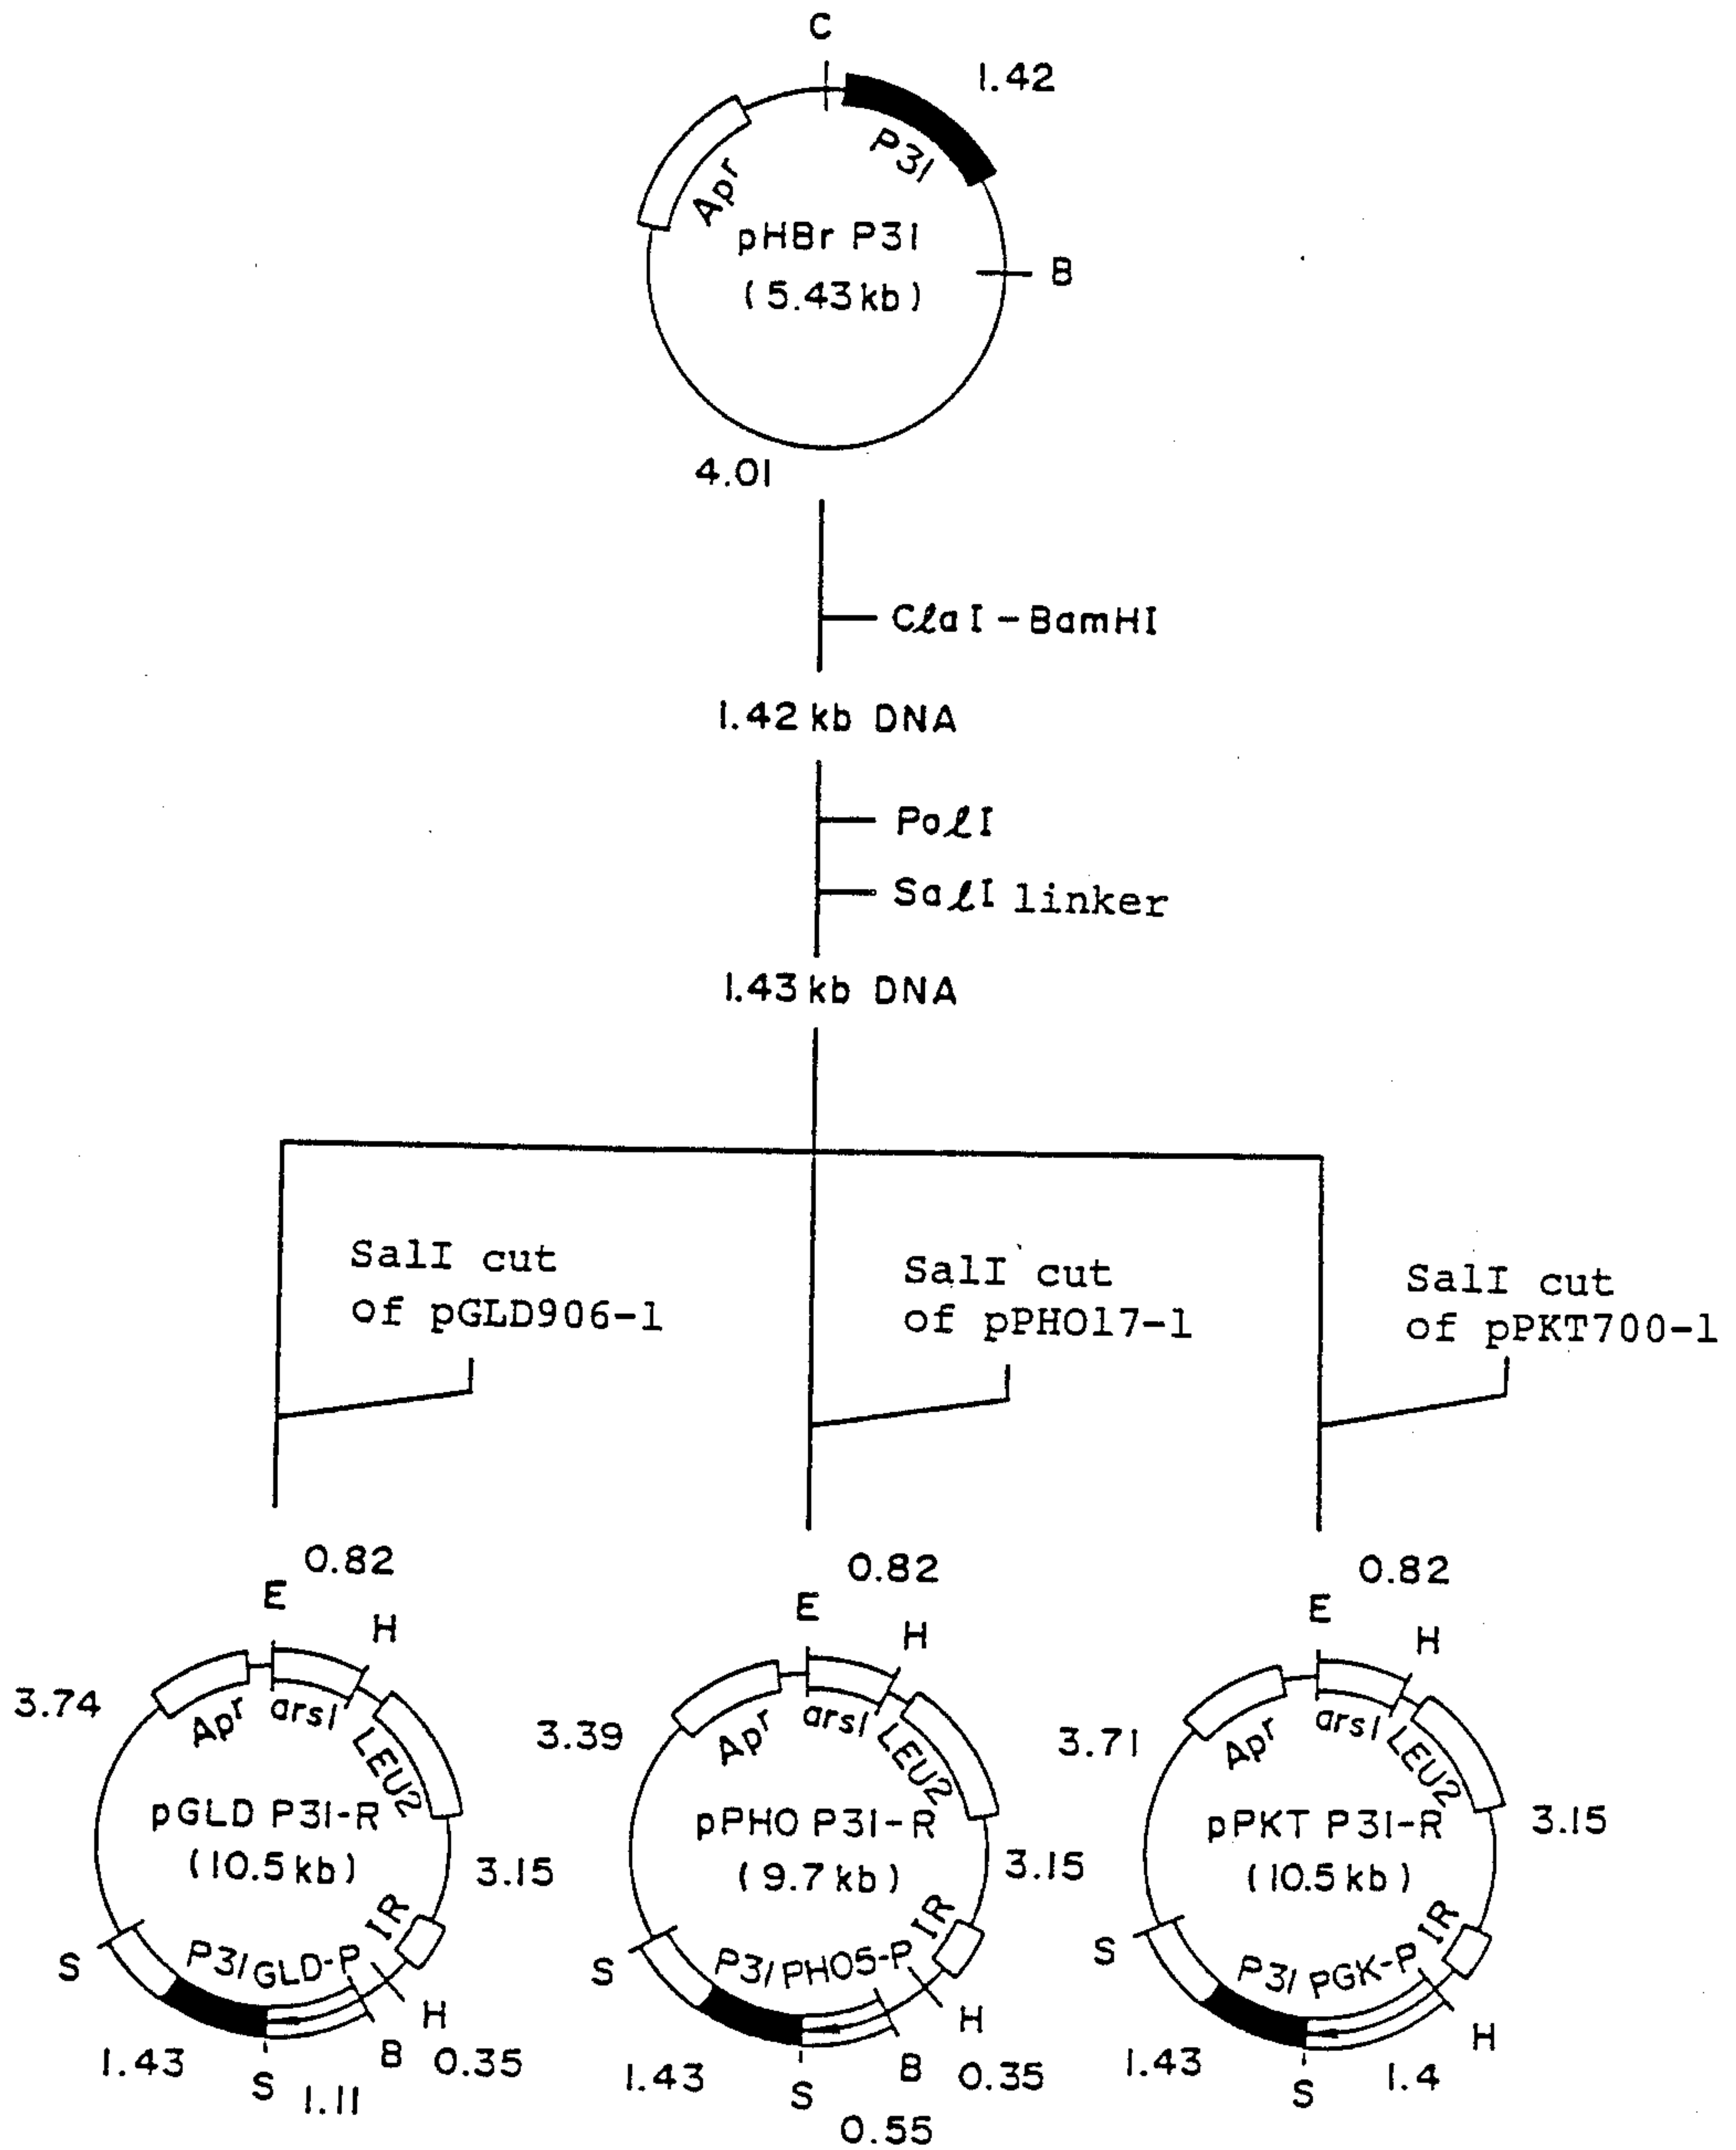 C
1.42
P31
Apr
pHBr P31
(5.43kb)
B
4.01
ClaI-BamHI
1.42kb DNA
PolI
SalI linker
1.43kb DNA
SalI cut
of pGLD906-1
SalI cut
of pPHO17-1
SalI cut
of pPKT700-1
0.82
E
H
3.74
Apr
arsI
LEU2
pGLD P31-R
(10.5kb)
3.15
IR
P31
GLD-P
S
H
B
0.35
1.43
S
1.11
0.82
E
H
3.39
Apr
arsI
LEU2
pPHO P31-R
(9.7kb)
3.15
IR
P31
PHO5-P
S
H
B
0.35
1.43
S
0.55
0.82
E
H
3.71
Apr
arsI
LEU2
pPKT P31-R
(10.5kb)
3.15
IR
P31
PGK-P
S
H
1.43
S
1.4